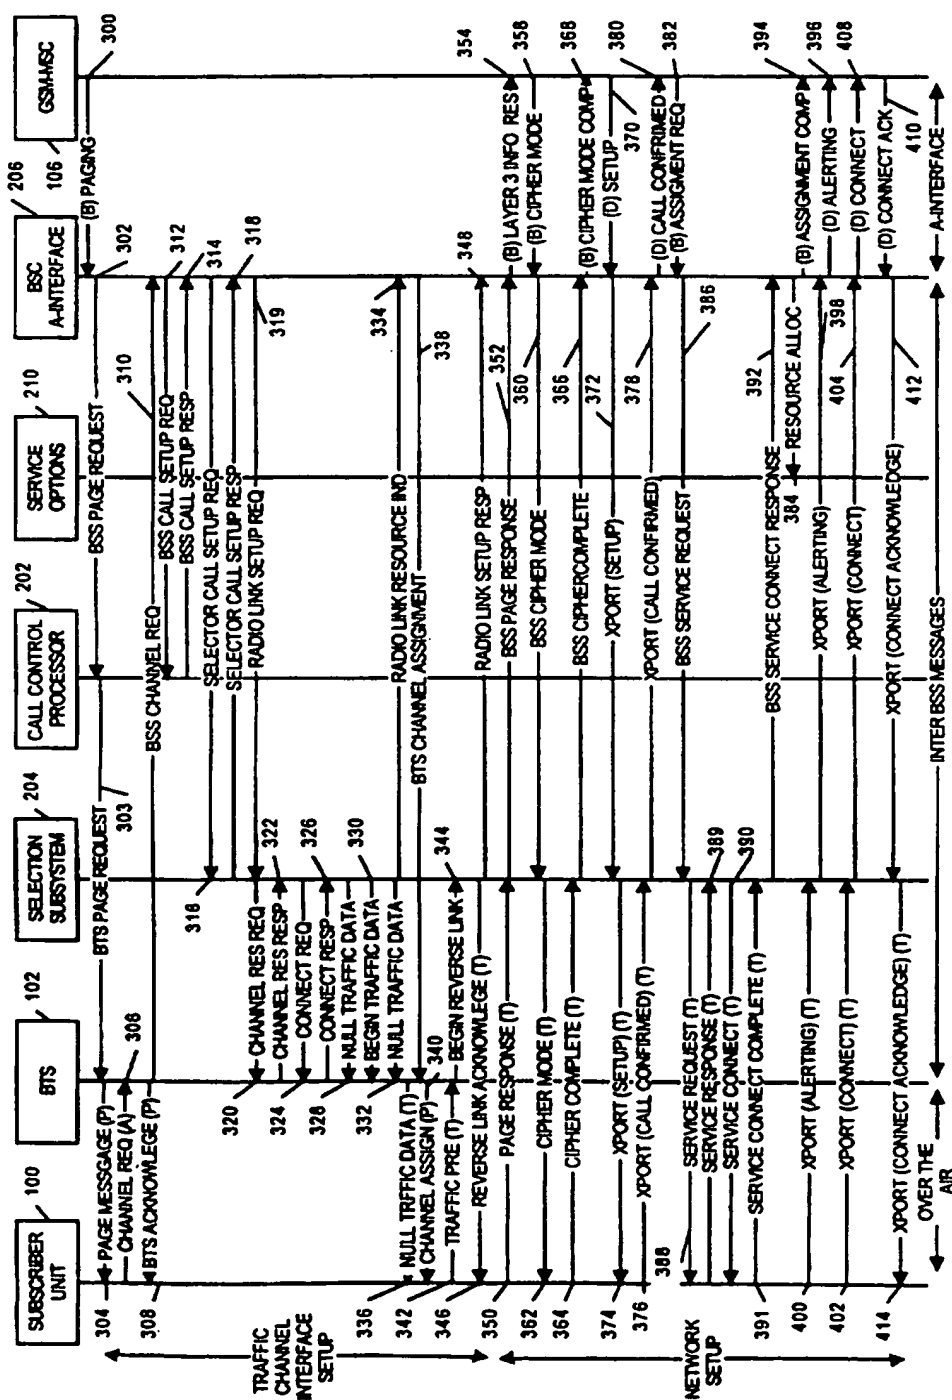 SUBSCRIBER UNIT
100
BTS
102
SELECTION SUBSYSTEM
204
CALL CONTROL PROCESSOR
202
SERVICE OPTIONS
210
BSC A-INTERFACE
206
GSM-MSC
106
TRAFFIC CHANNEL INTERFACE SETUP
(B) PAGING
300
BSS PAGE REQUEST
302
BTS PAGE REQUEST
303
PAGE MESSGAGE (P)
304
CHANNEL REQ (A)
306
BTS ACKNOWLEGE (P)
308
BSS CHANNEL REQ
310
BSS CALL SETUP REQ
312
BSS CALL SETUP RESP
314
SELECTOR CALL SETUP REQ
316
SELECTOR CALL SETUP RESP
318
RADIO LINK SETUP REQ
319
CHANNEL RES REQ
320
CHANNEL RES RESP
322
CONNECT REQ
324
CONNECT RESP
326
NULL TRAFFIC DATA
328
BEGIN TRAFFIC DATA
330
NULL TRAFFIC DATA
332
RADIO LINK RESOURCE IND
334
NULL TRFFIC DATA (T)
336
BTS CHANNEL ASSIGNMENT
338
CHANNEL ASSIGN (P)
340
TRAFFIC PRE (T)
342
BEGIN REVERSE LINK
344
REVERSE LINK ACKNOWLEGE (T)
346
RADIO LINK SETUP RESP
348
NETWORK SETUP
PAGE RESPONSE (T)
350
BSS PAGE RESPONSE
352
(B) LAYER 3 INFO RES
354
(B) CIPHER MODE
358
BSS CIPHER MODE
360
CIPHER MODE (T)
362
CIPHER COMPLETE (T)
364
BSS CIPHERCOMPLETE
366
(B) CIPHER MODE COMP
368
(D) SETUP
370
XPORT (SETUP)
372
XPORT (SETUP) (T)
374
XPORT (CALL CONFIRMED) (T)
376
XPORT (CALL CONFIRMED)
378
(D) CALL CONFRIMED
380
(B) ASSIGMENT REQ
382
BSS SERVICE REQUEST
386
SERVICE REQUEST (T)
388
SERVICE RESPONSE (T)
389
SERVICE CONNECT (T)
390
SERVICE CONNECT COMPLETE (T)
391
BSS SERVICE CONNECT RESPONSE
392
RESOURCE ALLOC
384
(B) ASSIGNMENT COMP
394
(D) ALERTING
396
XPORT (ALERTING)
398
XPORT (ALERTING) (T)
400
XPORT (CONNECT) (T)
402
XPORT (CONNECT)
404
(D) CONNECT
408
(D) CONNECT ACK
410
XPORT (CONNECT ACKNOWLEDGE)
412
XPORT (CONNECT ACKNOWLEDGE) (T)
414
OVER THE AIR
INTER BSS MESSAGES
A-INTERFACE